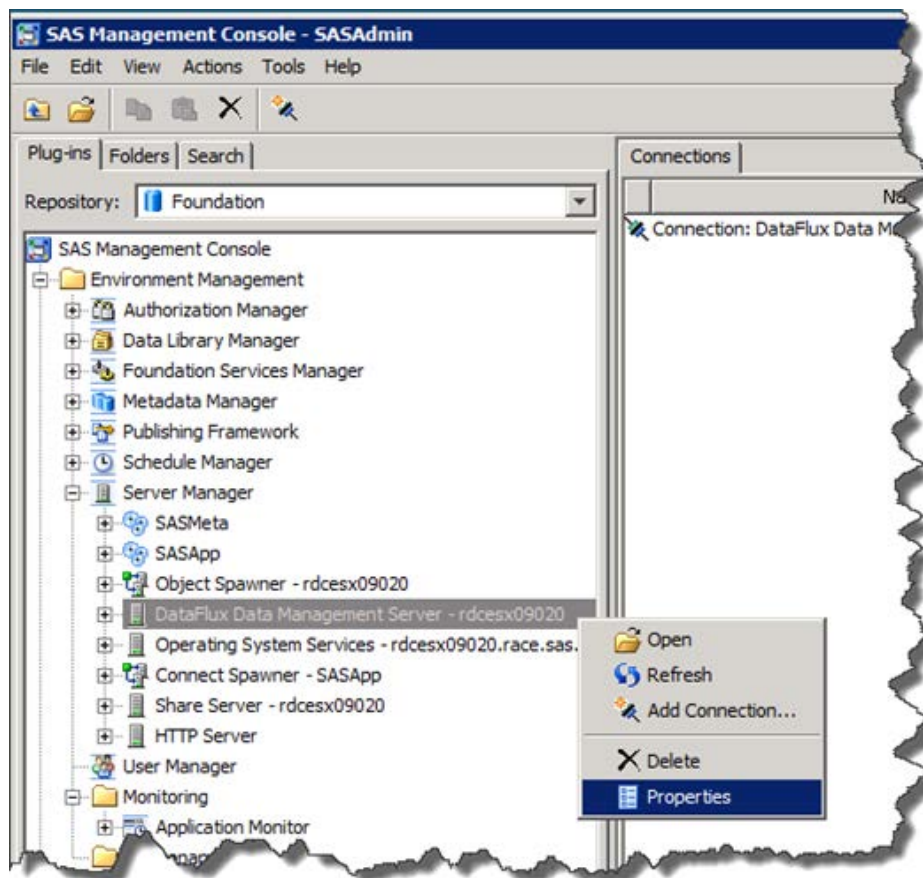 SAS Management Console - SASAdmin
File Edit View Actions Tools Help
Plug-ins Folders Search
Connections
Repository: Foundation
Connection: DataFlux Data
SAS Management Console
Environment Management
Authorization Manager
Data Library Manager
Foundation Services Manager
Metadata Manager
Publishing Framework
Schedule Manager
Server Manager
SASMeta
SASApp
Object Spawner - rdcesx09020
DataFlux Data Management Server - rdcesx09020
Operating System Services - rdcesx09020.race.sas.
Connect Spawner - SASApp
Share Server - rdcesx09020
HTTP Server
User Manager
Monitoring
Application Monitor
Open
Refresh
Add Connection...
Delete
Properties